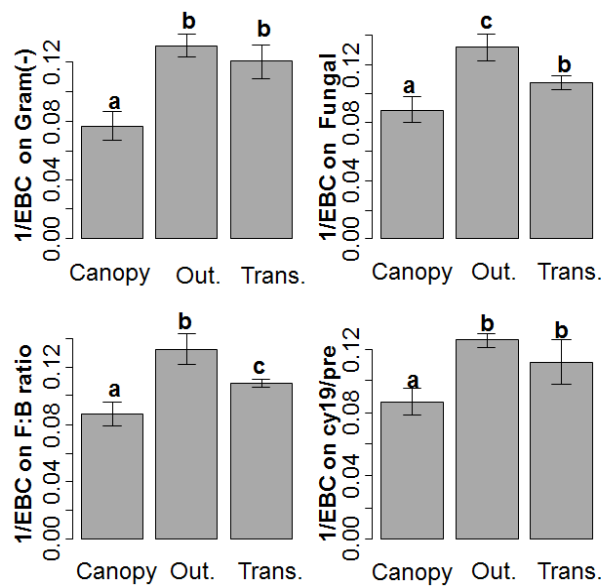 1/EBC on Gram(-)
0.00 0.04 0.08 0.12
a
b
b
Canopy Out. Trans.
1/EBC on Fungal
0.00 0.04 0.08 0.12
a
c
b
Canopy Out. Trans.
1/EBC on F:B ratio
0.00 0.04 0.08 0.12
a
b
c
Canopy Out. Trans.
1/EBC on cy19/pre
0.00 0.04 0.08 0.12
a
b
b
Canopy Out. Trans.